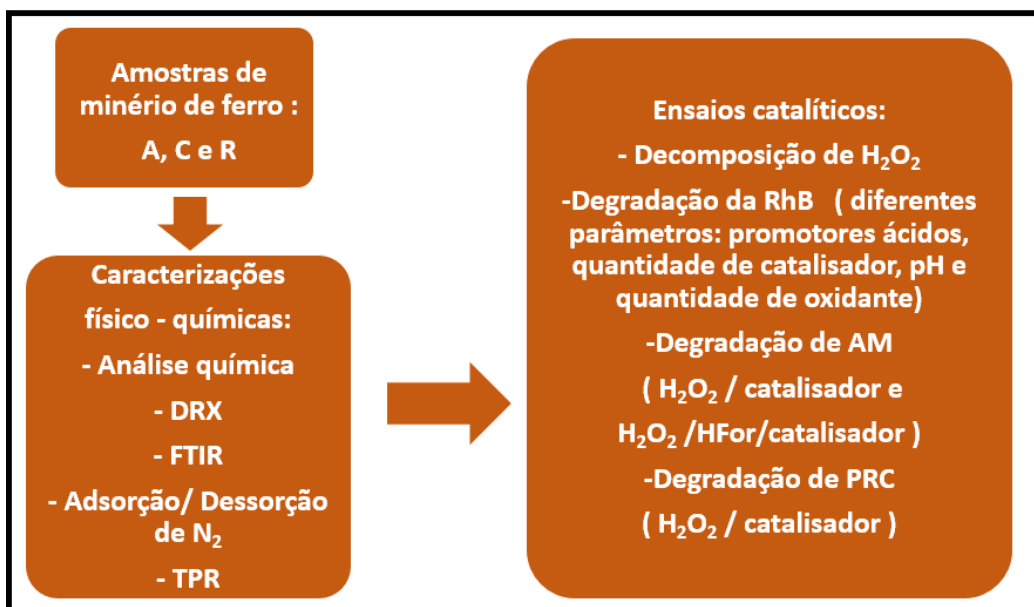 Amostras de
minério de ferro :
A, C e R
Caracterizações
físico - químicas:
- Análise química
- DRX
- FTIR
- Adsorção/ Dessorção
de N₂
- TPR
Ensaios catalíticos:
- Decomposição de H₂O₂
-Degradação da RhB ( diferentes
parâmetros: promotores ácidos,
quantidade de catalisador, pH e
quantidade de oxidante)
-Degradação de AM
( H₂O₂ / catalisador e
H₂O₂ /HFor/catalisador )
-Degradação de PRC
( H₂O₂ / catalisador )